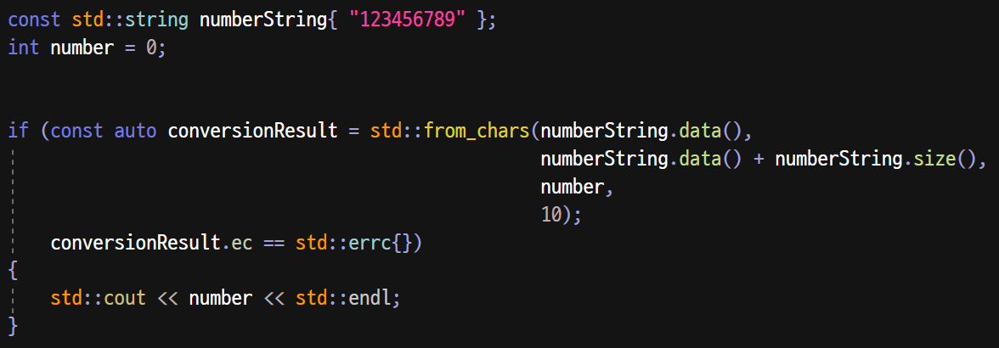 const std::string numberString{ "123456789" };
int number = 0;
if (const auto conversionResult = std::from_chars(numberString.data(),
numberString.data() + numberString.size(),
number,
10);
conversionResult.ec == std::errc{})
{
std::cout << number << std::endl;
}